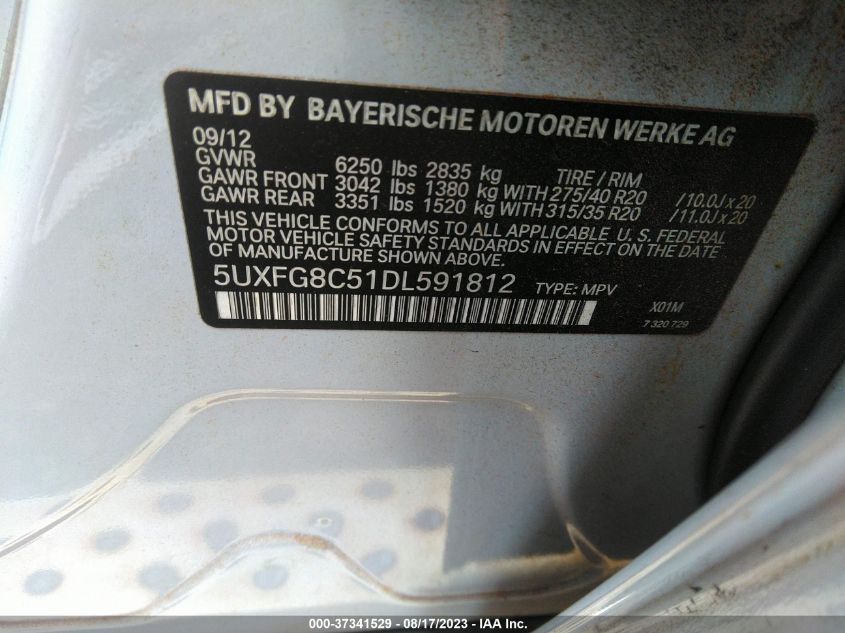 MFD BY BAYERISCHE MOTOREN WERKE AG
09/12
GVWR 6250 lbs 2835 kg TIRE / RIM
GAWR FRONT 3042 lbs 1380 kg WITH 275/40 R20 / 10.0J x 20
GAWR REAR 3351 lbs 1520 kg WITH 315/35 R20 / 11.0J x 20
THIS VEHICLE CONFORMS TO ALL APPLICABLE U. S. FEDERAL
MOTOR VEHICLE SAFETY STANDARDS IN EFFECT ON THE DATE
OF MANUFACTURE SHOWN ABOVE.
5UXFG8C51DL591812 TYPE: MPV X01M
7 320 729
000-37341529 - 08/17/2023 - IAAI.com